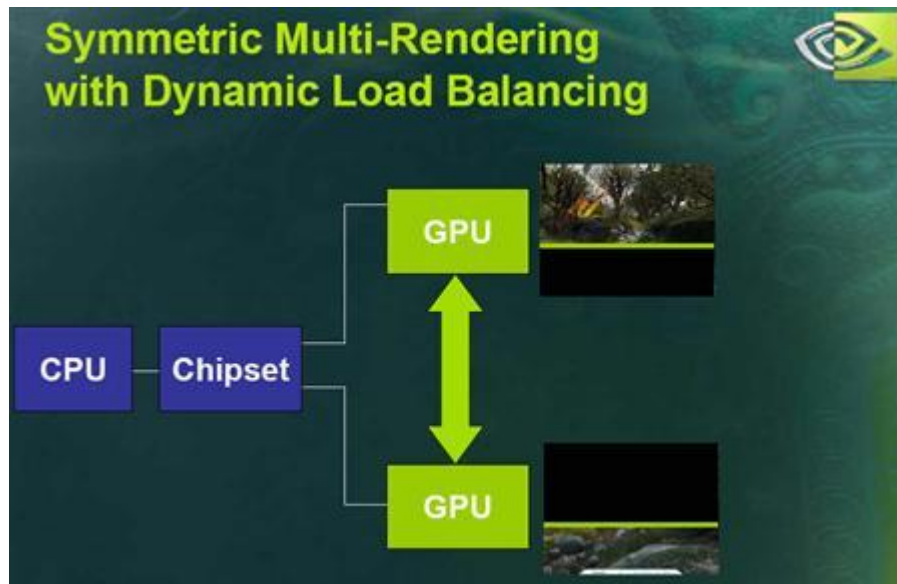 Symmetric Multi-Rendering
with Dynamic Load Balancing
GPU
CPU
Chipset
GPU